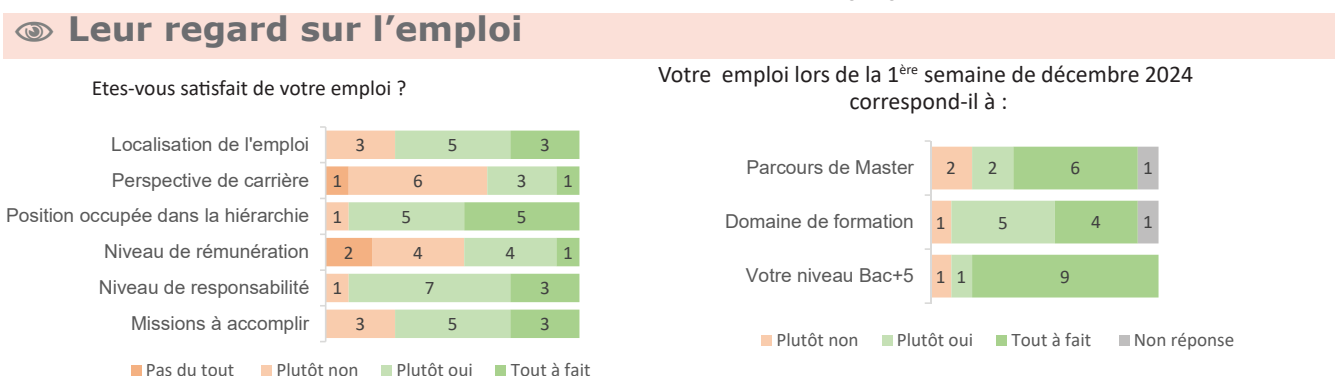 Leur regard sur l’emploi
Etes-vous satisfait de votre emploi ?
Localisation de l'emploi 3 5 3
Perspective de carrière 1 6 3 1
Position occupée dans la hiérarchie 1 5 5
Niveau de rémunération 2 4 4 1
Niveau de responsabilité 1 7 3
Missions à accomplir 3 5 3
Pas du tout Plutôt non Plutôt oui Tout à fait
Votre emploi lors de la 1ère semaine de décembre 2024
correspond-il à :
Parcours de Master 2 2 6 1
Domaine de formation 1 5 4 1
Votre niveau Bac+5 1 1 9
Plutôt non Plutôt oui Tout à fait Non réponse